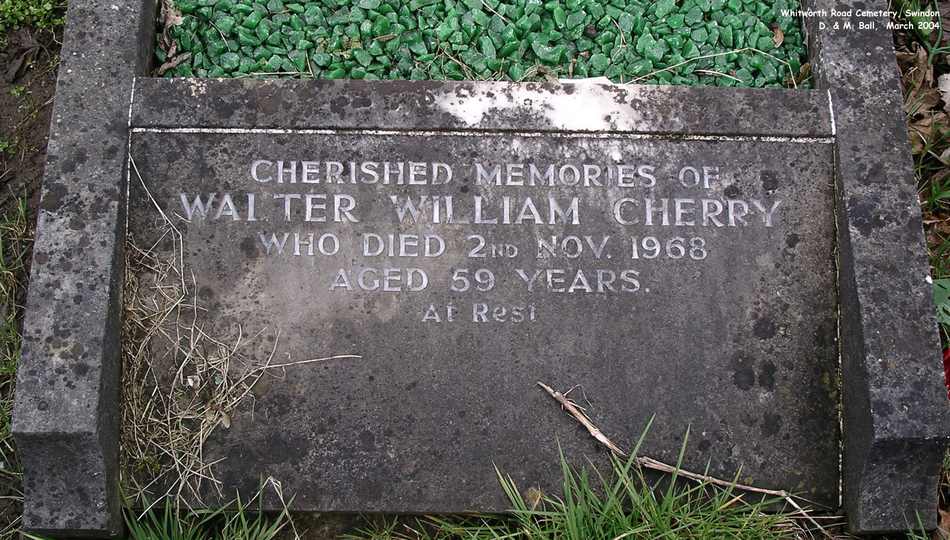 Whitworth Road Cemetery, Swindon
D. & M. Ball, March 2004
CHERISHED MEMORIES OF
WALTER WILLIAM CHERRY
WHO DIED 2ND NOV. 1968
AGED 59 YEARS.
At Rest